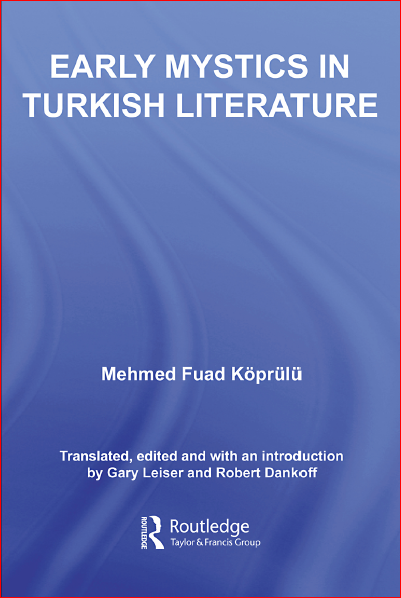 EARLY MYSTICS IN
TURKISH LITERATURE
Mehmed Fuad Köprülü
Translated, edited and with an introduction
by Gary Leiser and Robert Dankoff
ROUTLEDGE
Routledge
Taylor & Francis Group